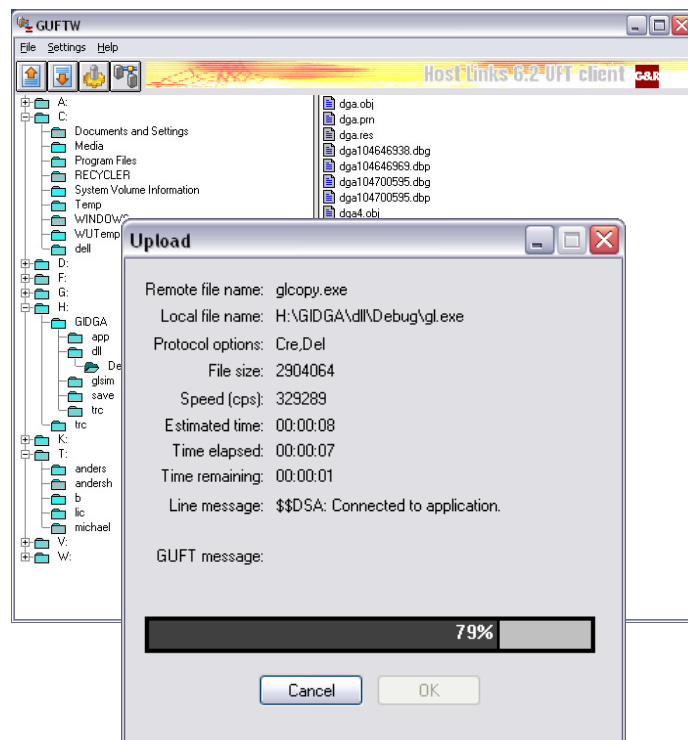 GUFTW
File Settings Help
Host Links 6.2 UFT client G&R
A:
C:
Documents and Settings
Media
Program Files
RECYCLER
System Volume Information
Temp
WINDOWS
WUTemp
dell
D:
F:
G:
H:
GIDGA
app
dll
De
glsim
save
trc
trc
K:
T:
anders
andersh
b
lic
michael
V:
W:
dga.obj
dga.prn
dga.res
dga104646938.dbg
dga104646969.dbp
dga104700595.dbg
dga104700595.dbp
dga4.obj
Upload
Remote file name: glcopy.exe
Local file name: H:\GIDGA\dll\Debug\gl.exe
Protocol options: Cre,Del
File size: 2904064
Speed (cps): 329289
Estimated time: 00:00:08
Time elapsed: 00:00:07
Time remaining: 00:00:01
Line message: $$DSA: Connected to application.
GUFT message:
79%
Cancel OK